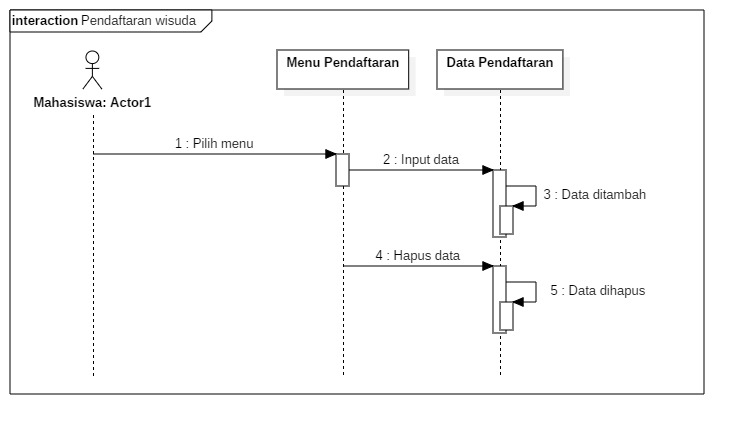 interaction Pendaftaran wisuda
Menu Pendaftaran
Data Pendaftaran
Mahasiswa: Actor1
1 : Pilih menu
2 : Input data
3 : Data ditambah
4 : Hapus data
5 : Data dihapus